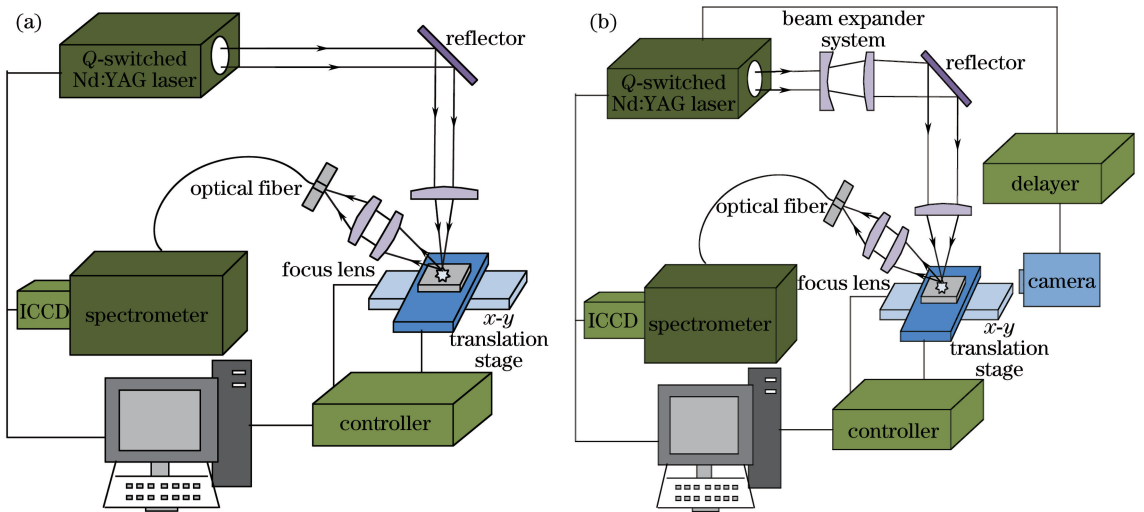 (a)
Q-switched
Nd:YAG laser
reflector
optical fiber
focus lens
ICCD
spectrometer
x-y
translation
stage
controller
(b)
beam expander
system
Q-switched
Nd:YAG laser
reflector
delayer
optical fiber
focus lens
camera
ICCD
spectrometer
x-y
translation
stage
controller